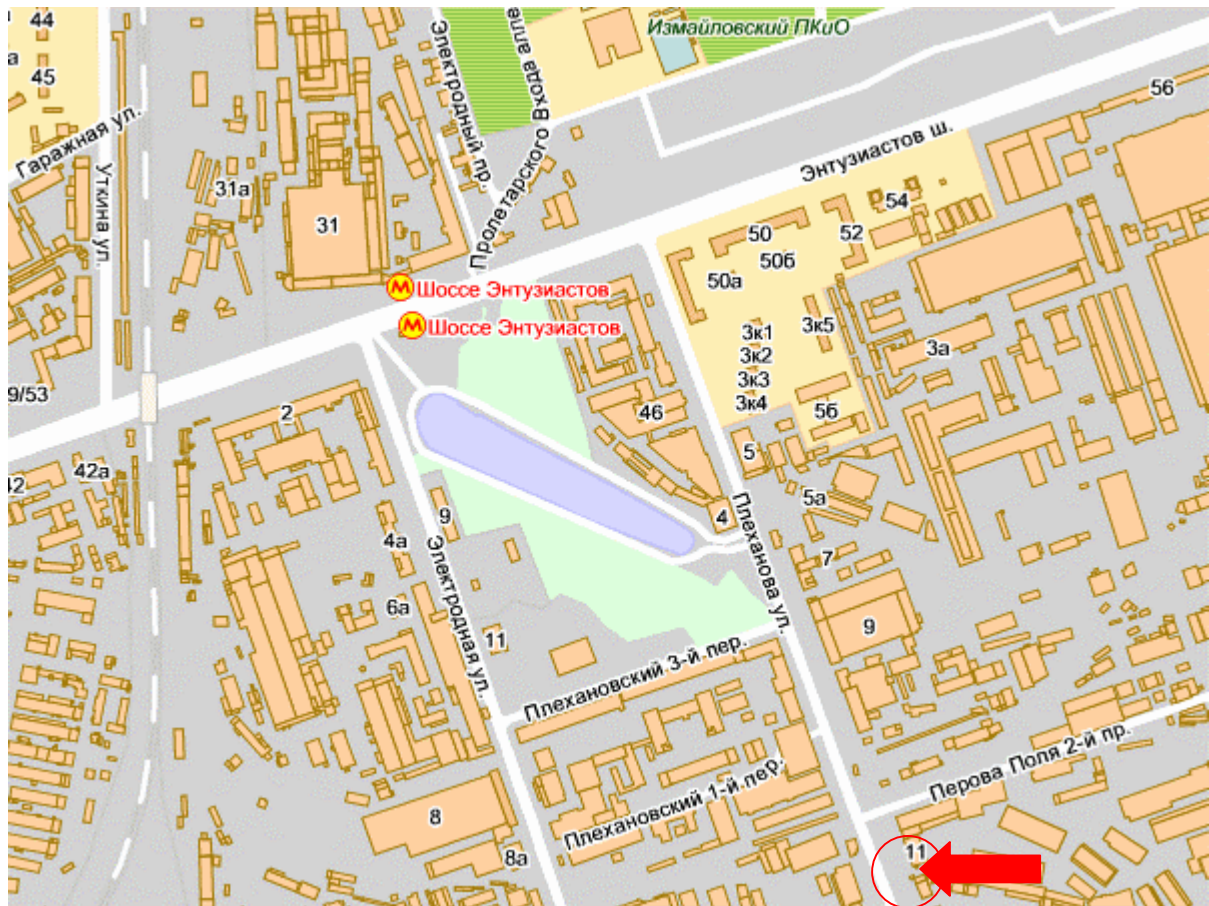 44
а
45
Гаражная ул.
Уткина ул.
31а
31
Электродный пр.
Пролетарского Входа алле
Измайловский ПКиО
56
Энтузиастов ш.
54
50
52
50б
50а
Шоссе Энтузиастов
Шоссе Энтузиастов
3к1
3к5
3к2
3а
3к3
3к4
9/53
2
46
5б
5
42а
42
9
4
5а
Плеханова ул.
4а
Электродная ул.
7
6а
11
9
Плехановский 3-й пер.
Перова Поля 2-й пр.
Плехановский 1-й пер.
8
8а
11